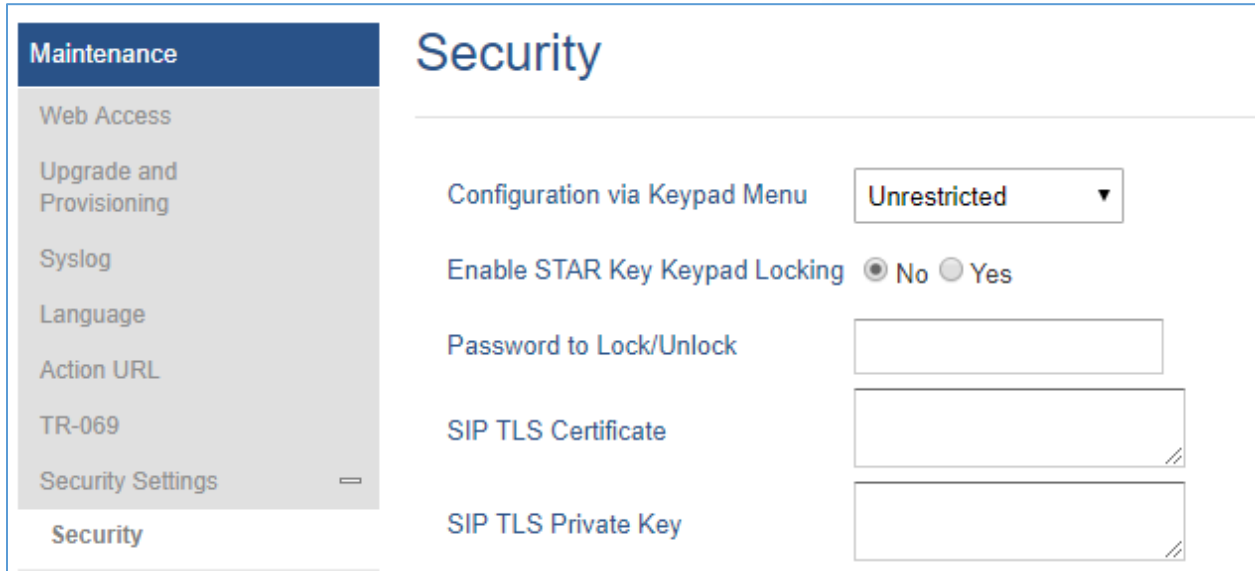 Maintenance
Web Access
Upgrade and
Provisioning
Syslog
Language
Action URL
TR-069
Security Settings
Security
Security
Configuration via Keypad Menu Unrestricted
Enable STAR Key Keypad Locking No Yes
Password to Lock/Unlock
SIP TLS Certificate
SIP TLS Private Key